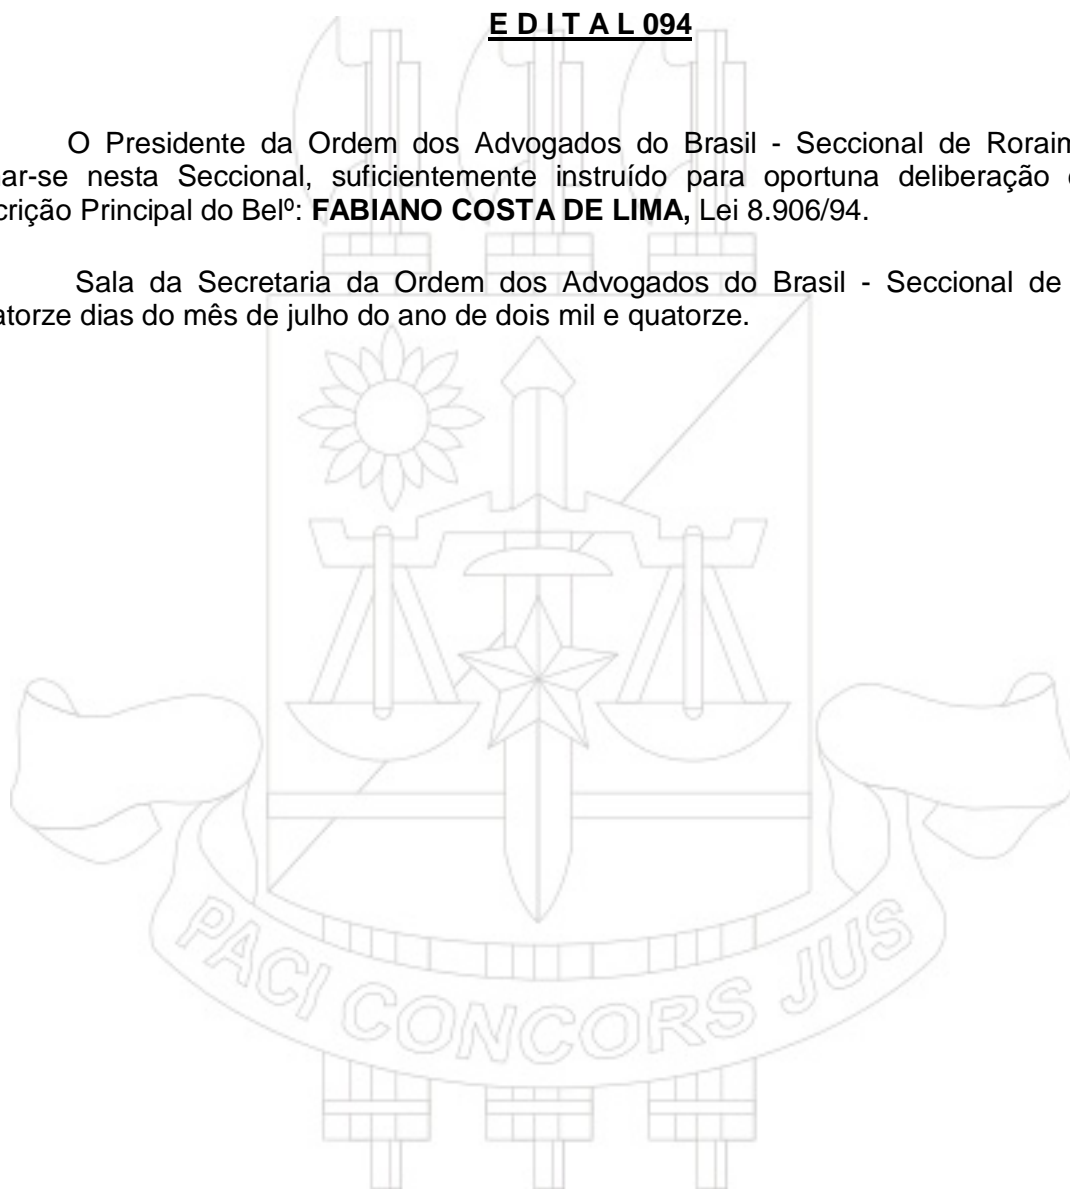 E D I T A L 094
O Presidente da Ordem dos Advogados do Brasil - Seccional de Roraim
ar-se nesta Seccional, suficientemente instruído para oportuna deliberação
crição Principal do Belº: FABIANO COSTA DE LIMA, Lei 8.906/94.
Sala da Secretaria da Ordem dos Advogados do Brasil - Seccional de
atorze dias do mês de julho do ano de dois mil e quatorze.
PACI CONCORS JUS